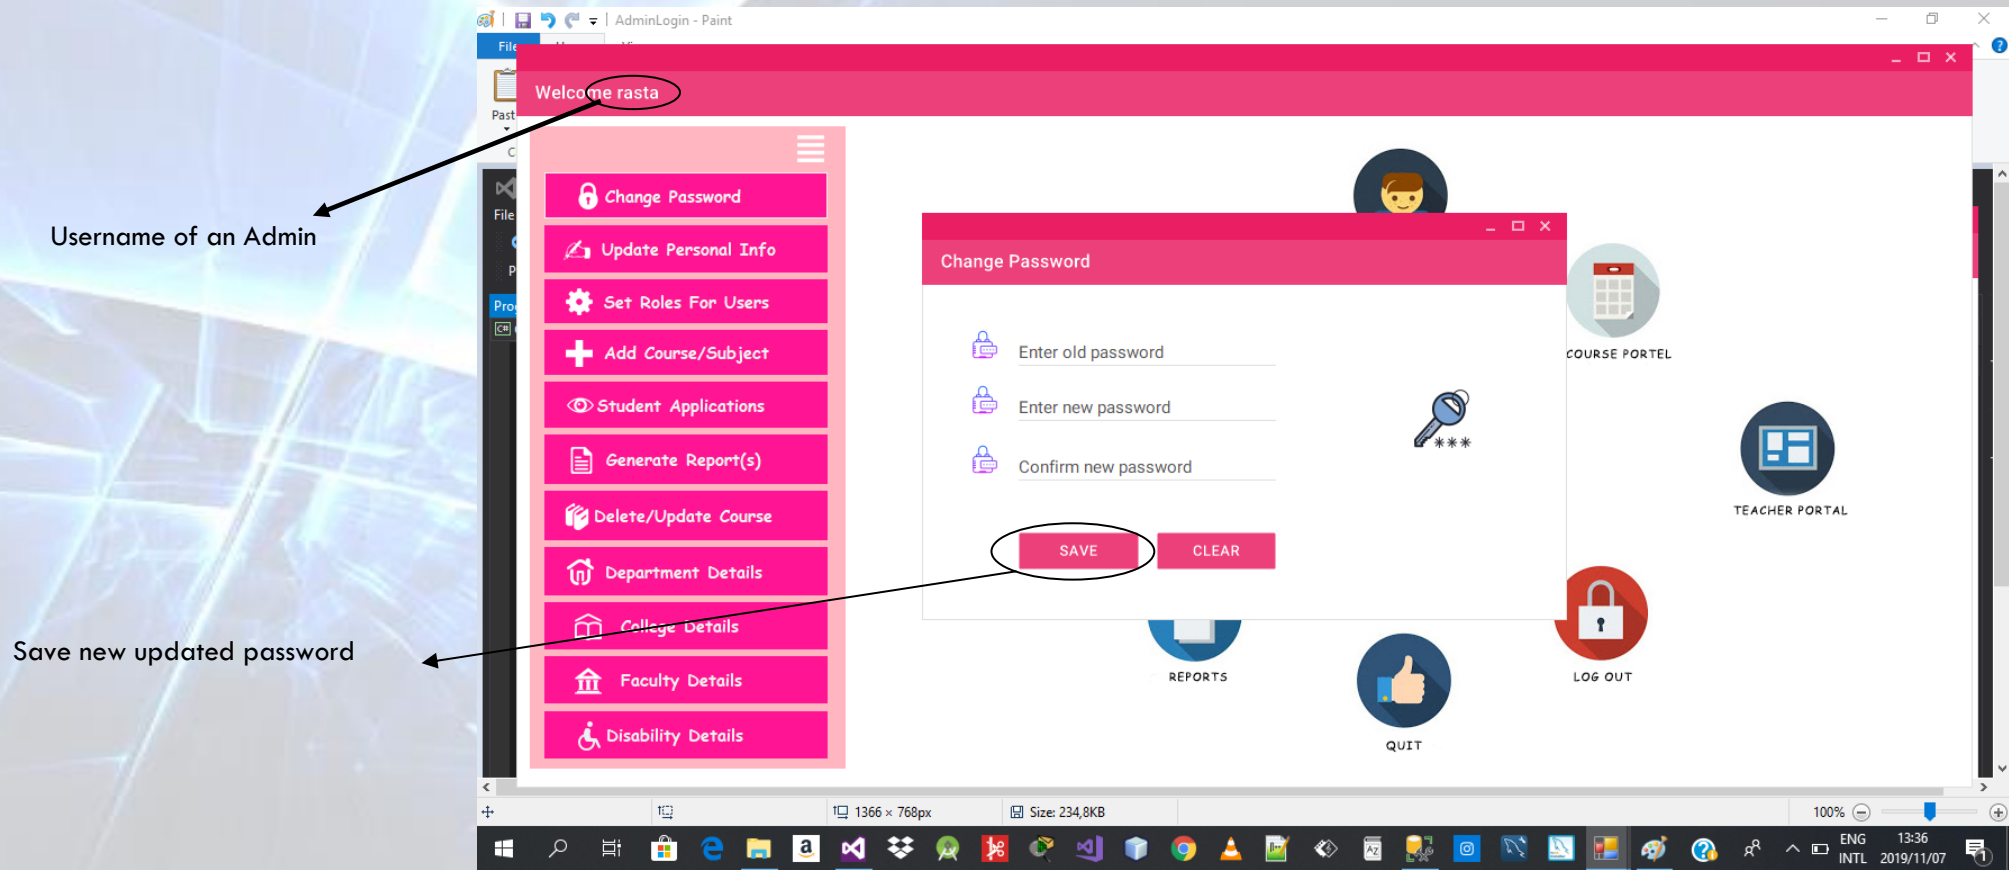 AdminLogin - Paint
File
Past
Welcome rasta
Username of an Admin
Change Password
Update Personal Info
Set Roles For Users
Add Course/Subject
Student Applications
Generate Report(s)
Delete/Update Course
Department Details
College Details
Faculty Details
Disability Details
File
Change Password
Enter old password
Enter new password
Confirm new password
***
SAVE
CLEAR
COURSE PORTEL
TEACHER PORTAL
REPORTS
QUIT
LOG OUT
Save new updated password
1366 × 768px
Size: 234,8KB
100%
ENG
INTL
13:36
2019/11/07